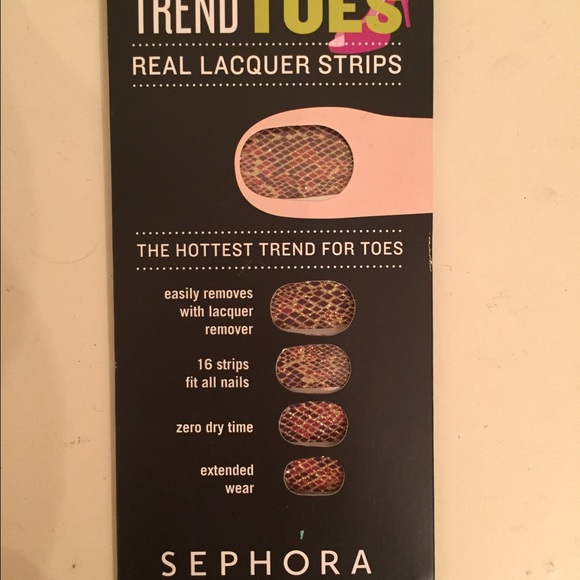 TREND TOES
REAL LACQUER STRIPS
THE HOTTEST TREND FOR TOES
easily removes
with lacquer
remover
16 strips
fit all nails
zero dry time
extended
wear
SEPHORA